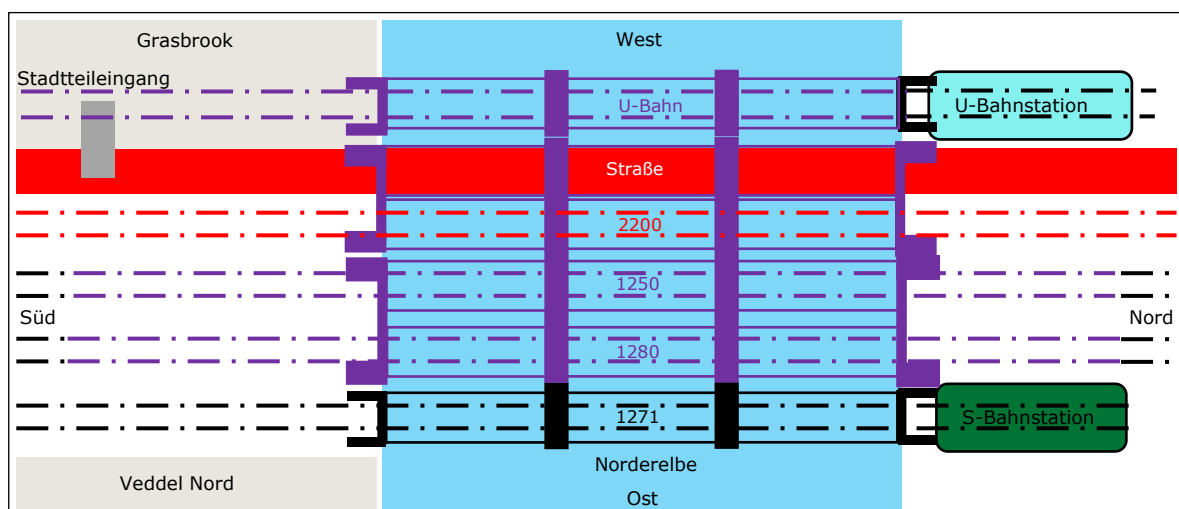 Grasbrook
West
Stadtteileingang
U-Bahn
U-Bahnstation
Straße
2200
1250
Süd
Nord
1280
1271
S-Bahnstation
Norderelbe
Veddel Nord
Ost